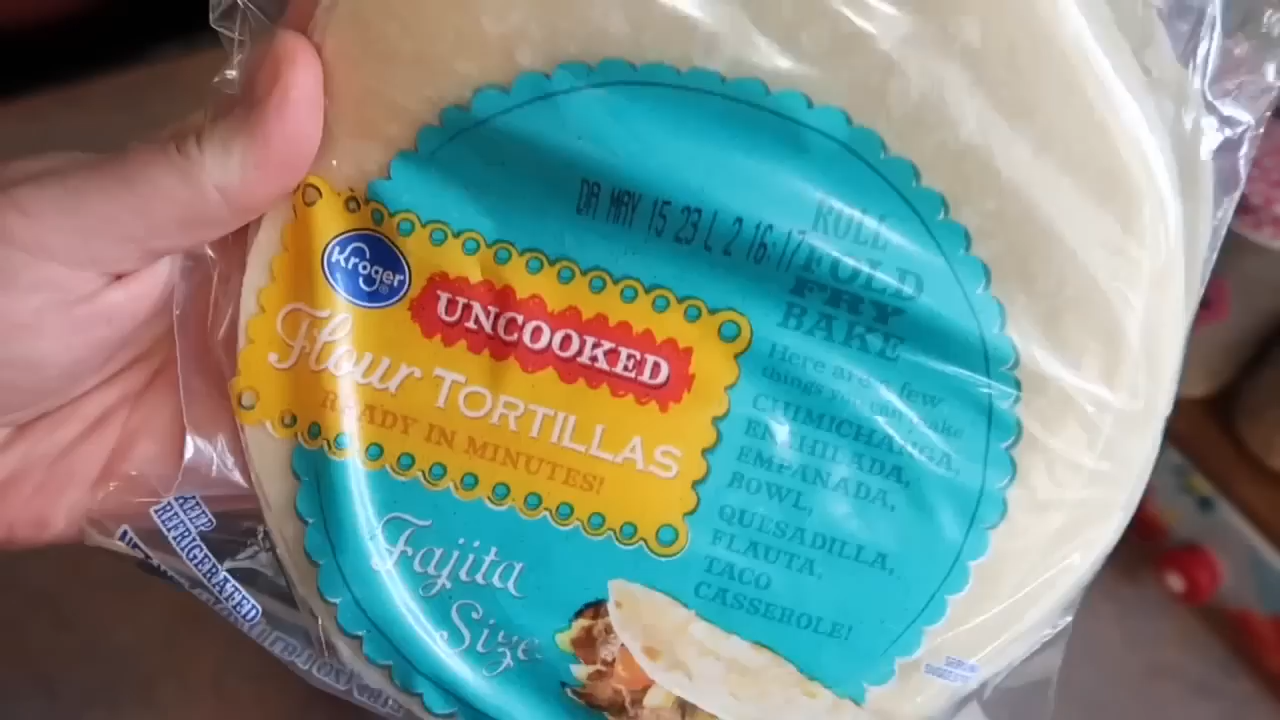 DA MAY 15 23 L 2 16:17
Kroger
UNCOOKED
Flour TORTILLAS
READY IN MINUTES!
Fajita
Size
ROLL
FOLD
FRY
BAKE
Here are a few
things you can make
CHIMICHANGA,
ENCHILADA,
EMPANADA,
BOWL,
QUESADILLA,
FLAUTA,
TACO
CASSEROLE!
KEEP
REFRIGERATED